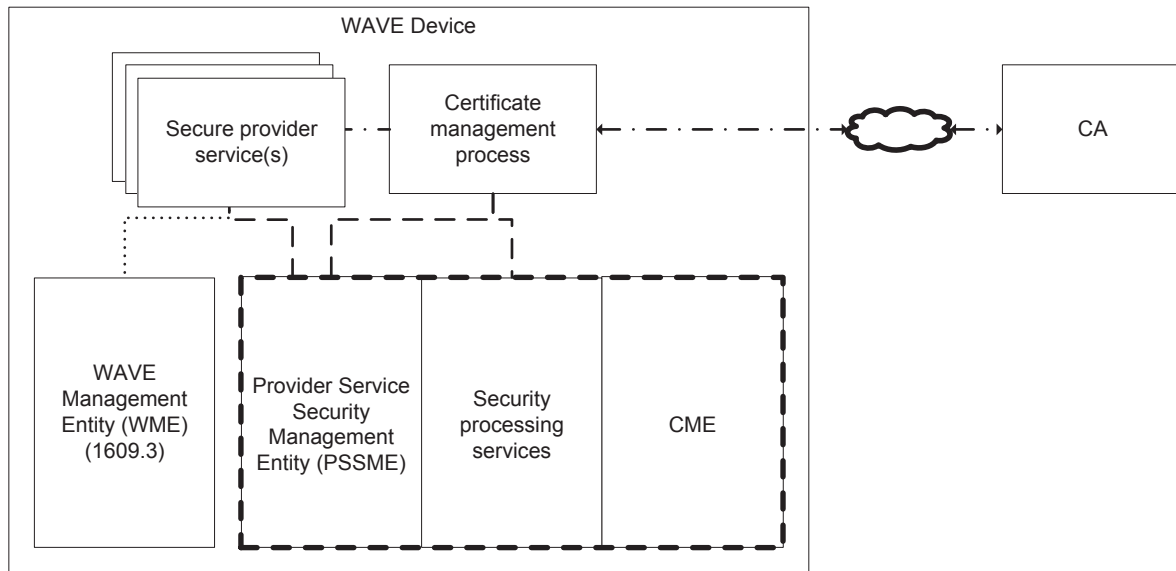 WAVE Device
Secure provider
service(s)
Certificate
management
process
CA
WAVE
Management
Entity (WME)
(1609.3)
Provider Service
Security
Management
Entity (PSSME)
Security
processing
services
CME